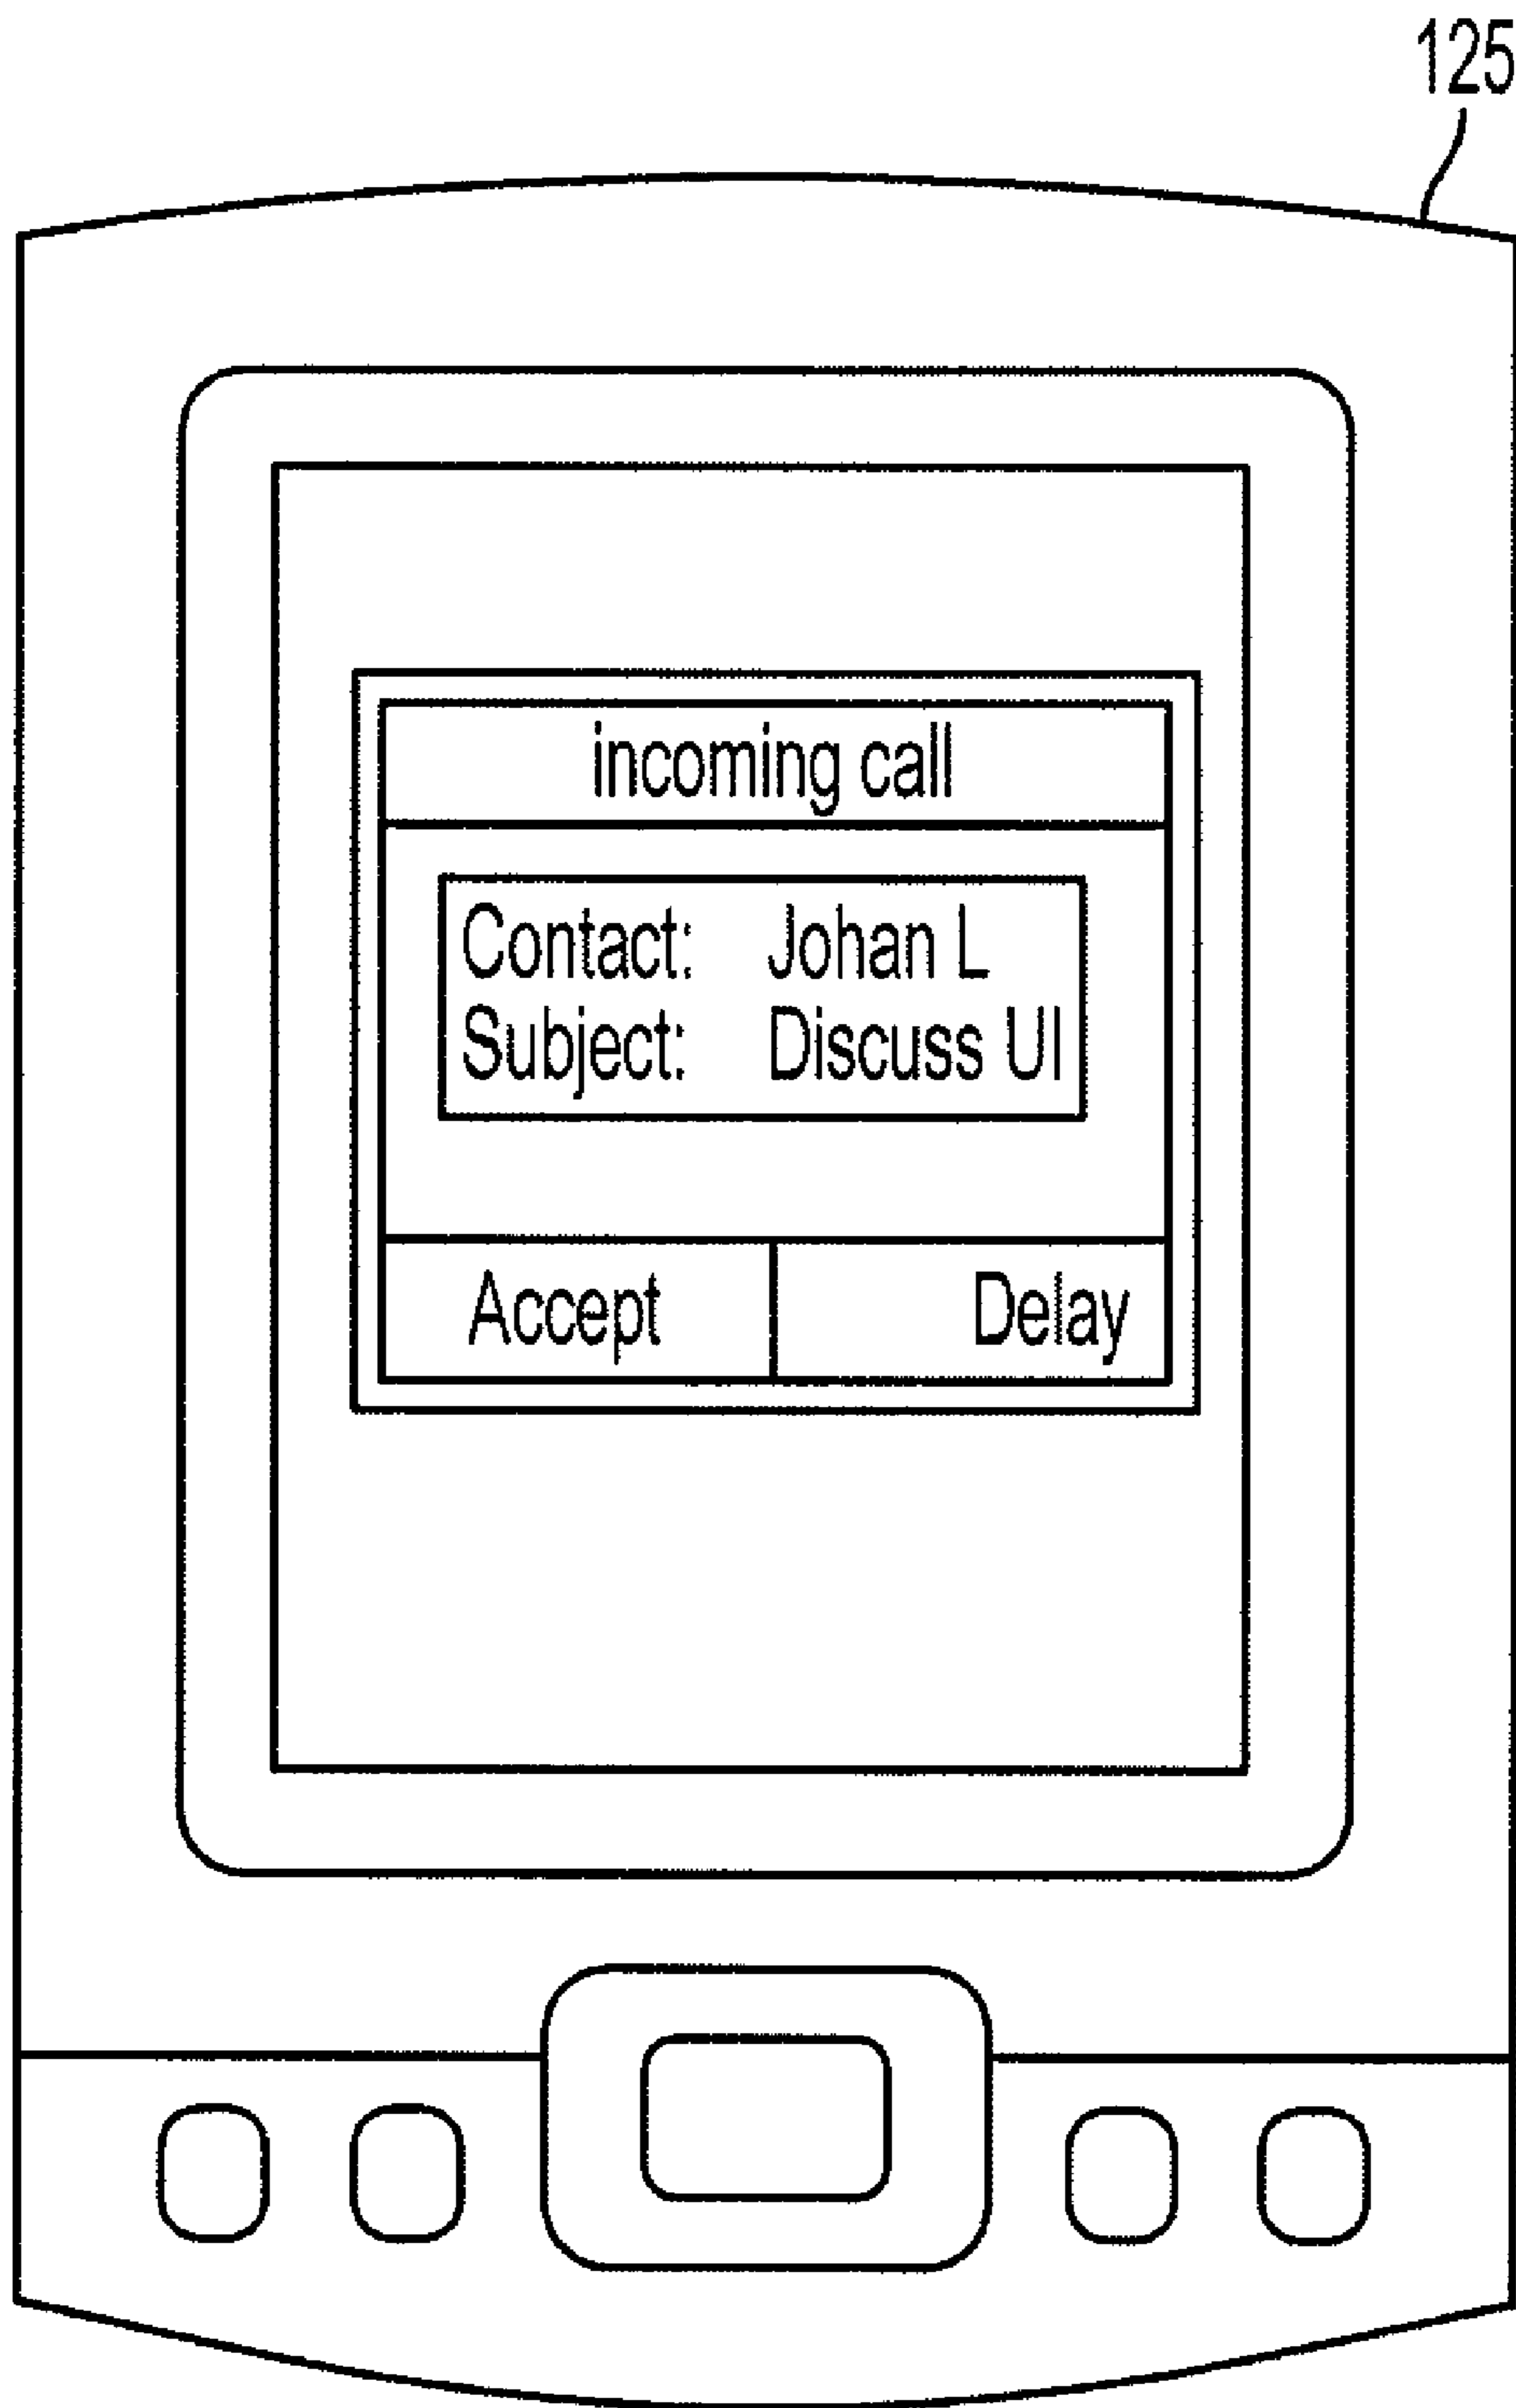 125
incoming call
Contact: Johan L
Subject: Discuss UI
Accept Delay